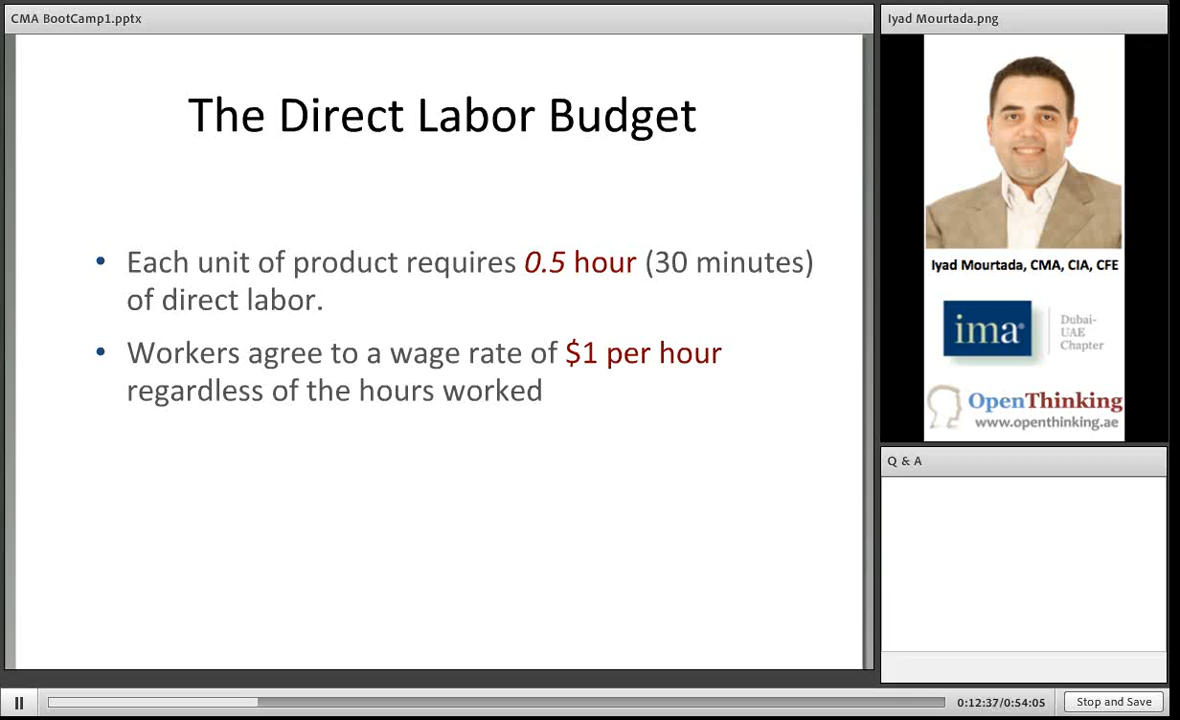 CMA BootCamp1.pptx
The Direct Labor Budget
• Each unit of product requires 0.5 hour (30 minutes)
of direct labor.
• Workers agree to a wage rate of $1 per hour
regardless of the hours worked
Iyad Mourtada.png
Iyad Mourtada, CMA, CIA, CFE
ima®
Dubai-
UAE
Chapter
OpenThinking
www.openthinking.ae
Q & A
0:12:37/0:54:05
Stop and Save